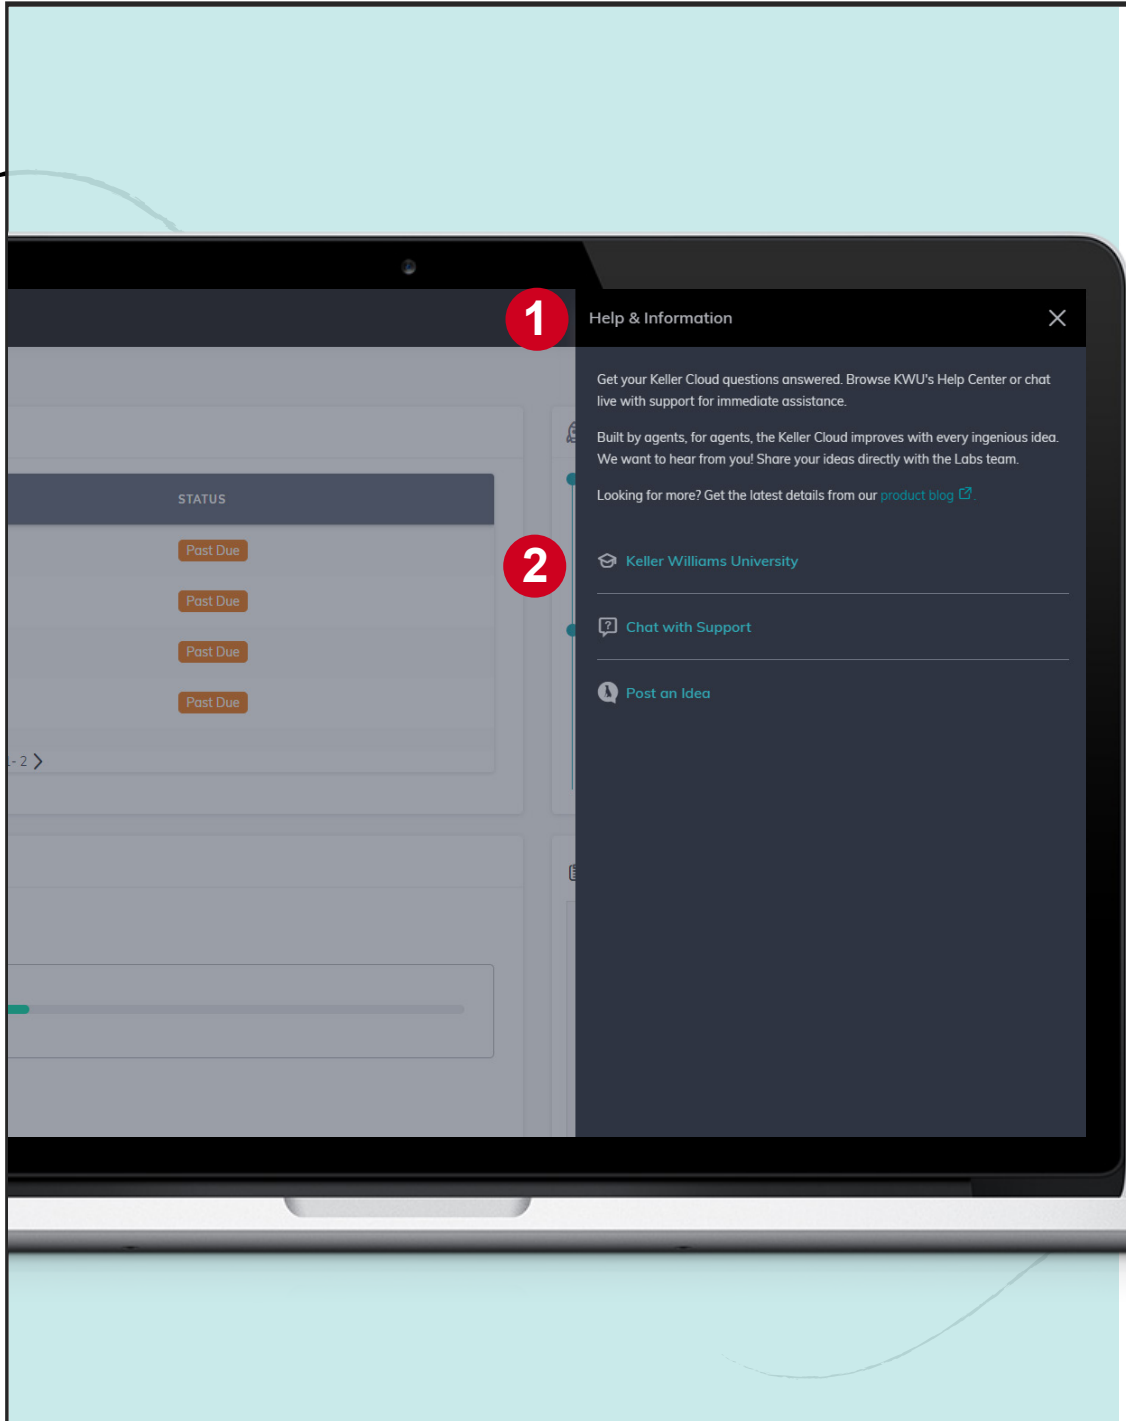 1
Help & Information
Get your Keller Cloud questions answered. Browse KWU's Help Center or chat
live with support for immediate assistance.
Built by agents, for agents, the Keller Cloud improves with every ingenious idea.
We want to hear from you! Share your ideas directly with the Labs team.
Looking for more? Get the latest details from our product blog.
STATUS
Past Due
Past Due
Past Due
Past Due
- 2
2
Keller Williams University
Chat with Support
Post an Idea